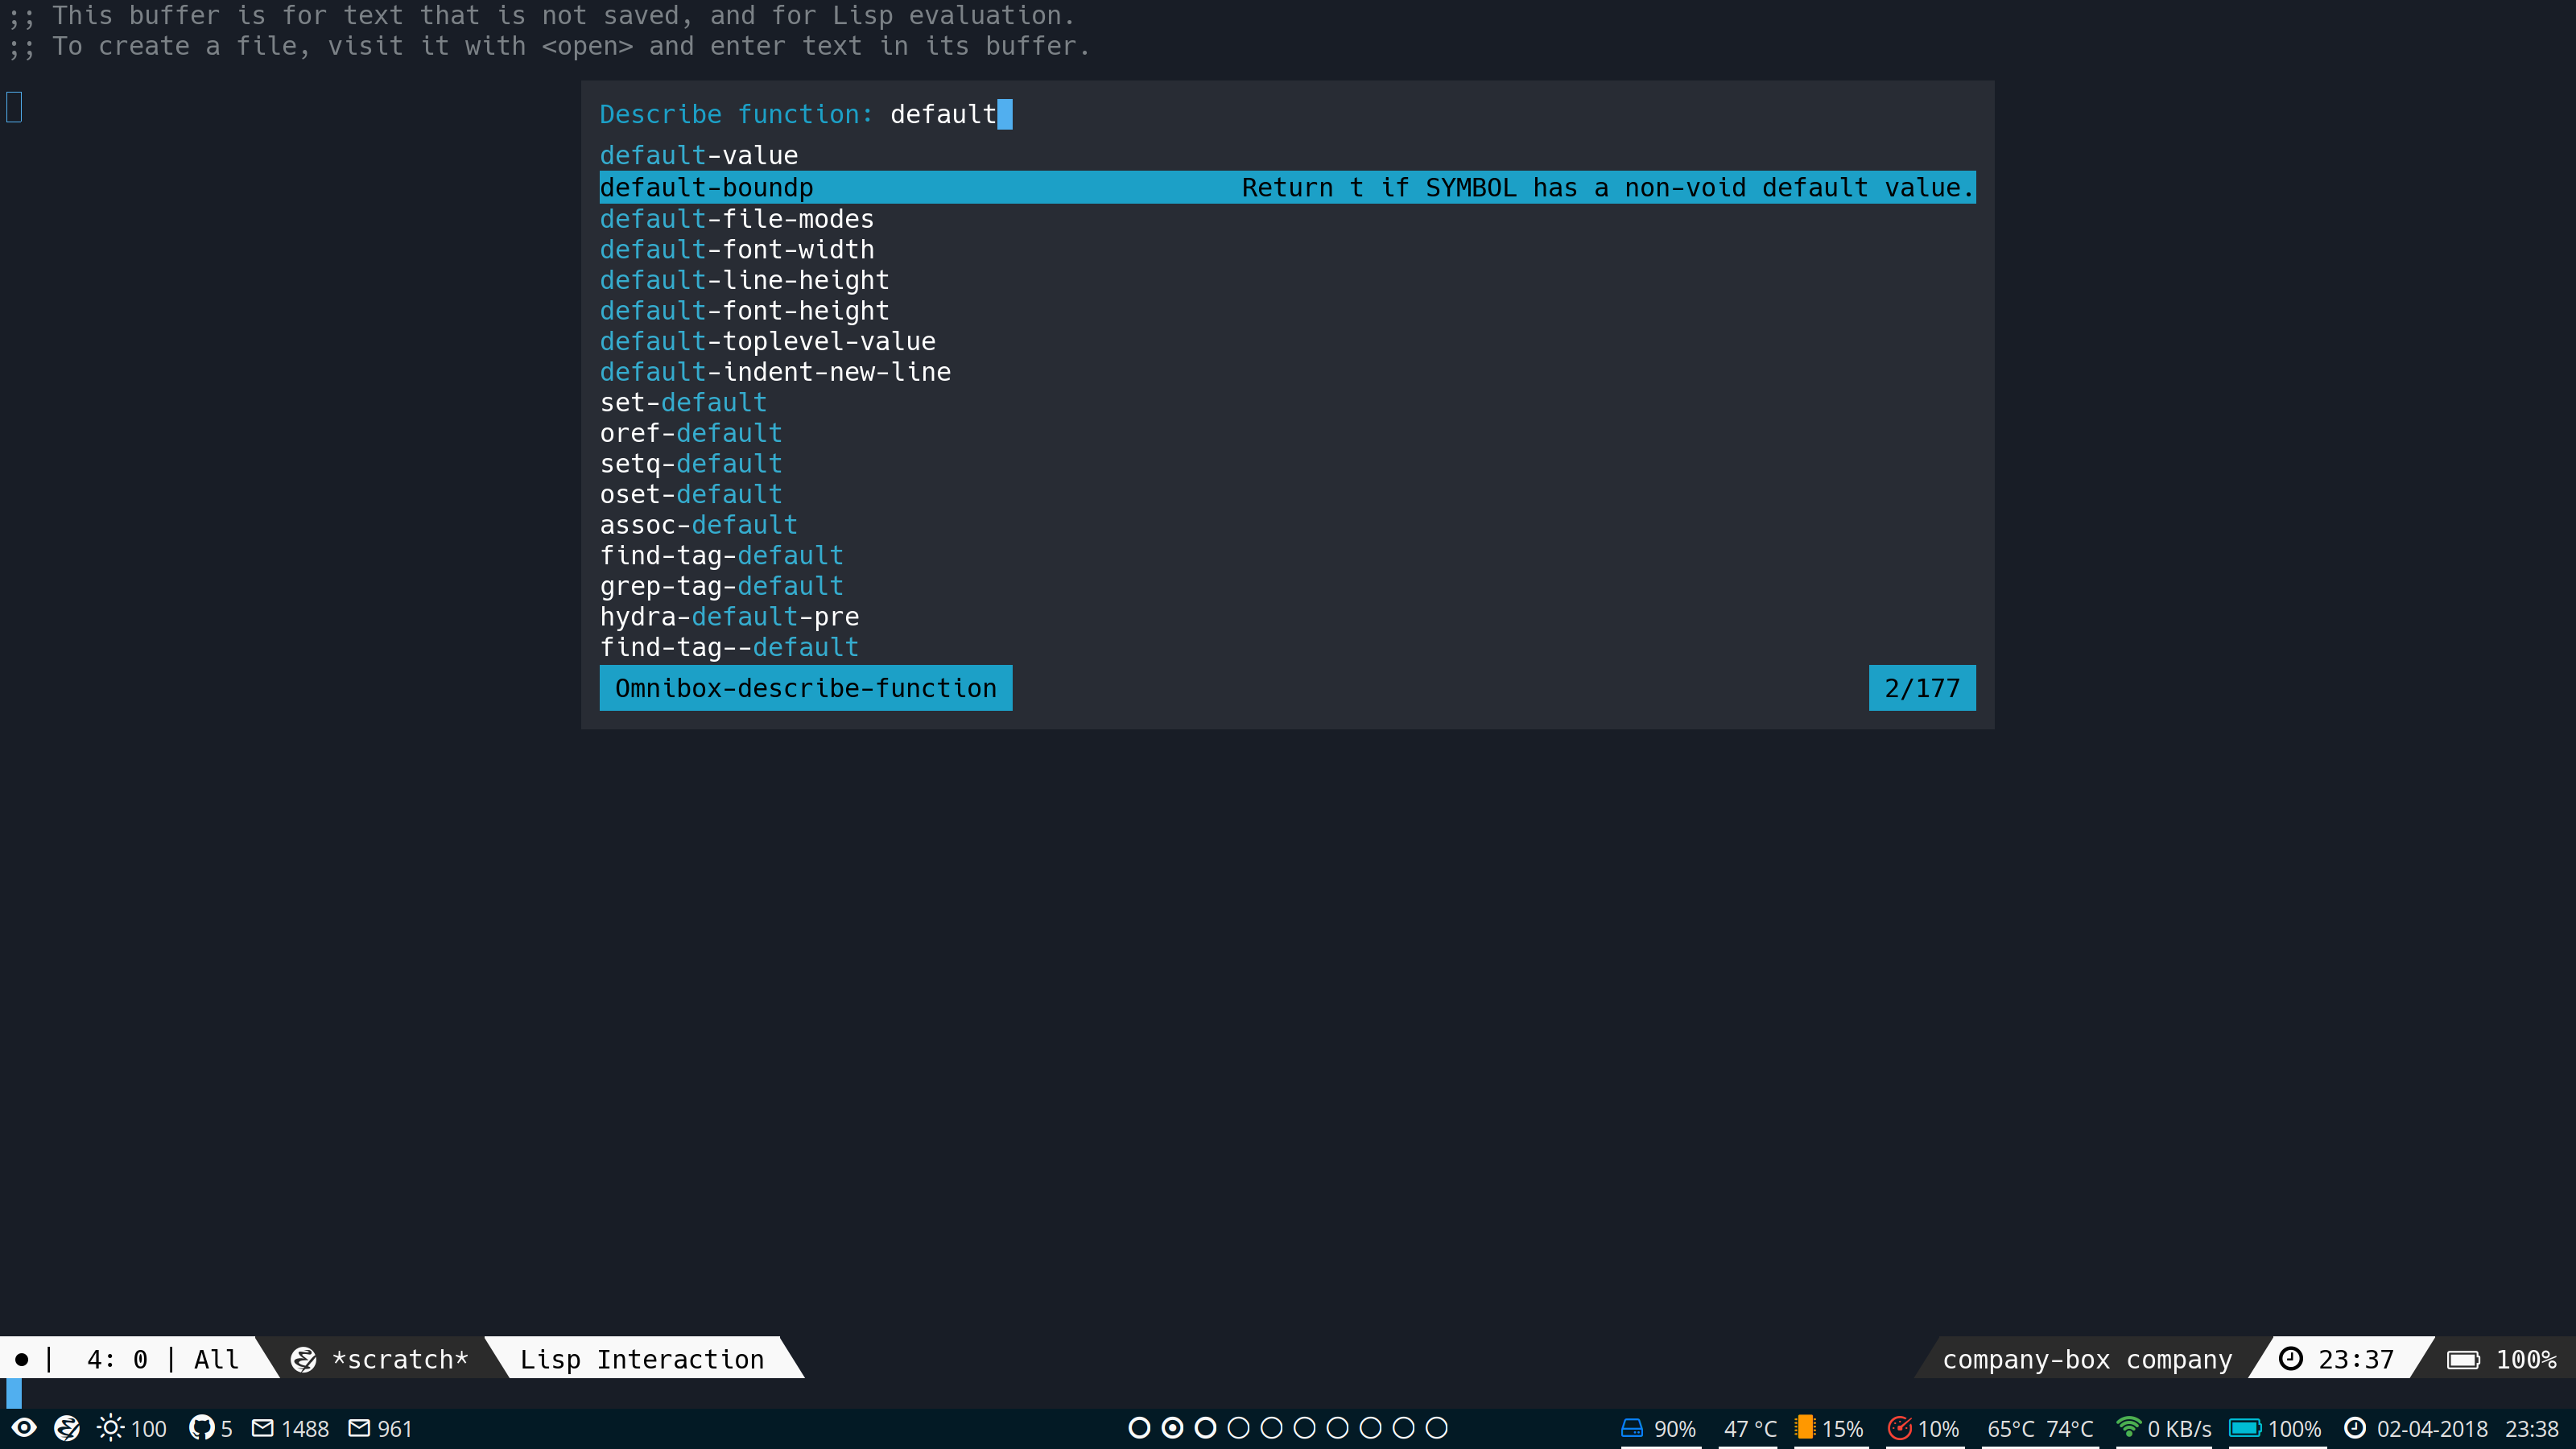 ;; This buffer is for text that is not saved, and for Lisp evaluation.
;; To create a file, visit it with <open> and enter text in its buffer.
Describe function: default
default-value
default-boundp Return t if SYMBOL has a non-void default value.
default-file-modes
default-font-width
default-line-height
default-font-height
default-toplevel-value
default-indent-new-line
set-default
oref-default
setq-default
oset-default
assoc-default
find-tag-default
grep-tag-default
hydra-default-pre
find-tag--default
Omnibox-describe-function 2/177
● | 4: 0 | All *scratch* Lisp Interaction company-box company 23:37 100%
100 5 1488 961 90% 47 °C 15% 10% 65°C 74°C 0 KB/s 100% 02-04-2018 23:38